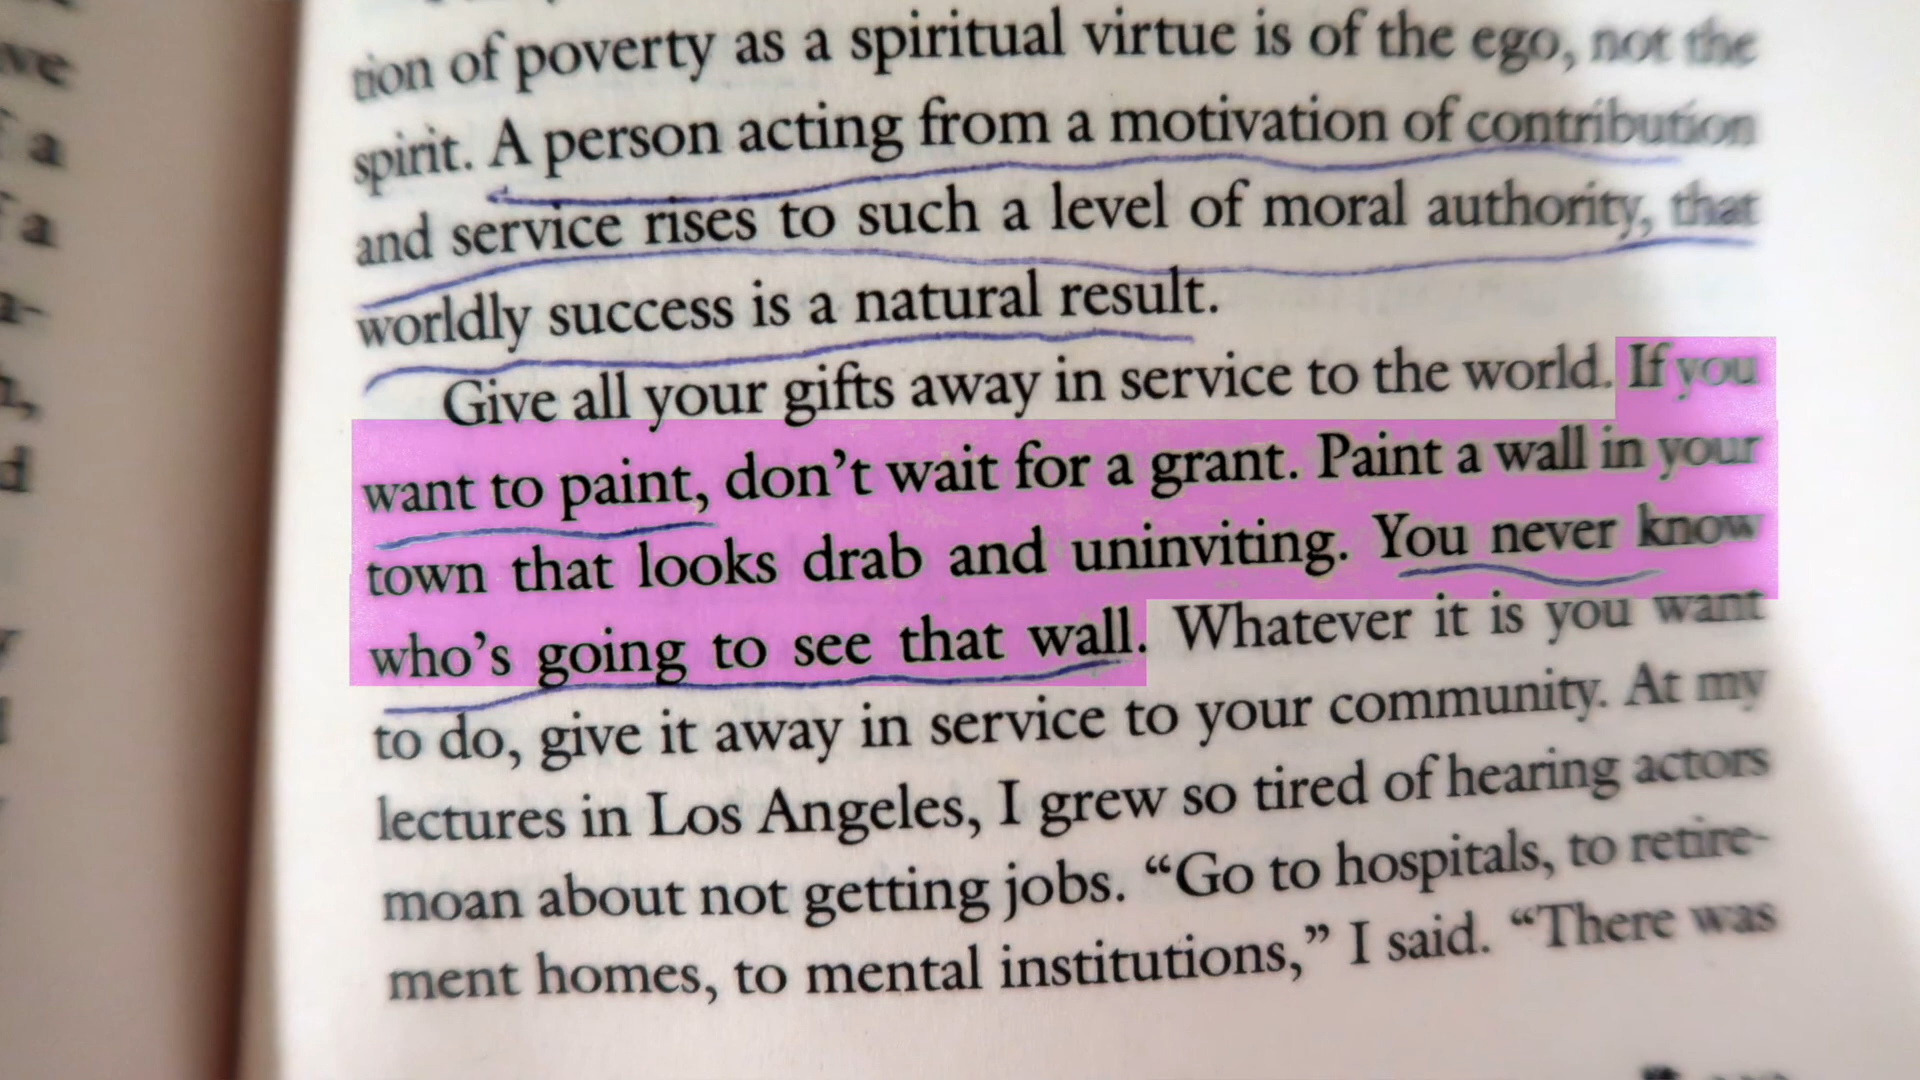 tion of poverty as a spiritual virtue is of the ego, not the
spirit. A person acting from a motivation of contribution
and service rises to such a level of moral authority, that
worldly success is a natural result.
Give all your gifts away in service to the world. If you
want to paint, don't wait for a grant. Paint a wall in your
town that looks drab and uninviting. You never know
who's going to see that wall. Whatever it is you want
to do, give it away in service to your community. At my
lectures in Los Angeles, I grew so tired of hearing actors
moan about not getting jobs. “Go to hospitals, to retire-
ment homes, to mental institutions,” I said. “There was